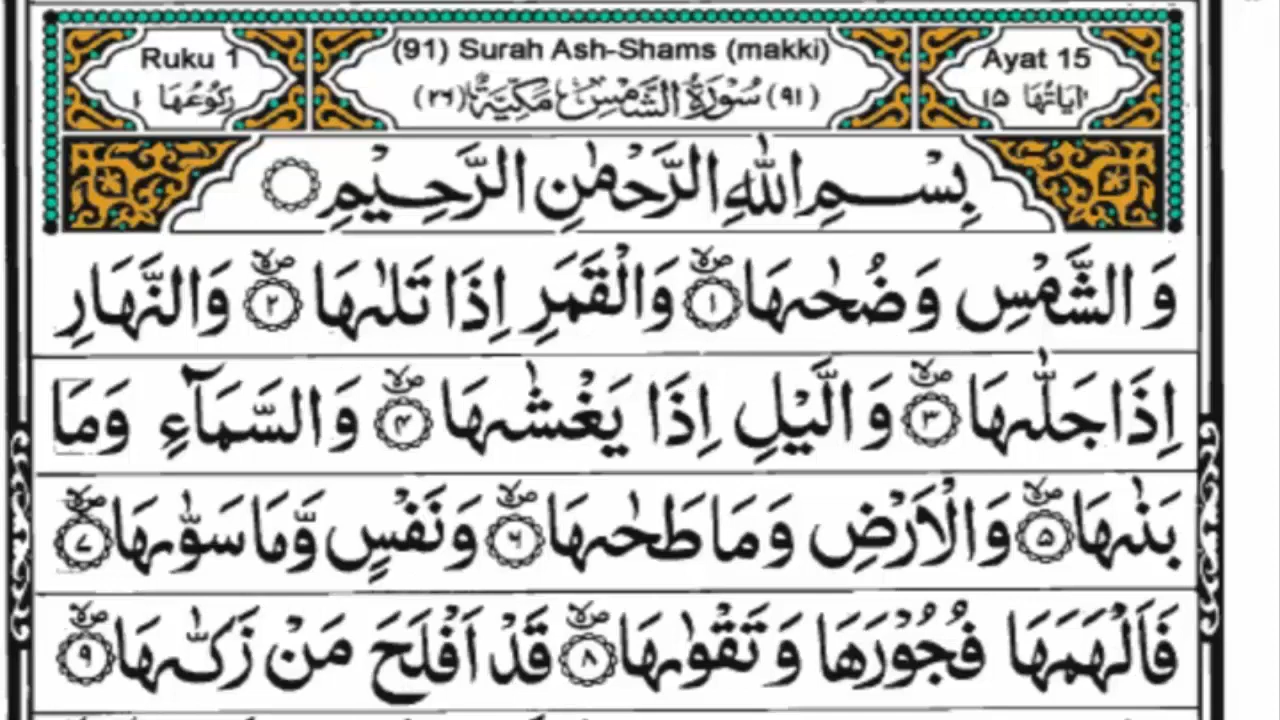 Ruku 1 (91) Surah Ash-Shams (makki) Ayat 15
اٰيَاتُهَا ١٥ (٩١) سُوْرَةُ الشَّمْسِ مَكِّيَّةٌ (٢٦) رُكُوْعُهَا ١
بِسْمِ اللّٰهِ الرَّحْمٰنِ الرَّحِيْمِ
وَالشَّمْسِ وَضُحٰىهَا ۪ۙۙ ١ وَالْقَمَرِ اِذَا تَلٰىهَا ۪ۙۙ ٢ وَالنَّهَارِ
اِذَا جَلّٰىهَا ۪ۙۙ ٣ وَالَّيْلِ اِذَا يَغْشٰىهَا ۪ۙۙ ٤ وَالسَّمَآءِ وَمَا
بَنٰىهَا ۪ۙۙ ٥ وَالْاَرْضِ وَمَا طَحٰىهَا ۪ۙۙ ٦ وَنَفْسٍ وَّمَا سَوّٰىهَا ۪ۙۙ ٧
فَاَلْهَمَهَا فُجُوْرَهَا وَتَقْوٰىهَا ۪ۙۙ ٨ قَدْ اَفْلَحَ مَنْ زَكّٰىهَا ۪ۙۙ ٩